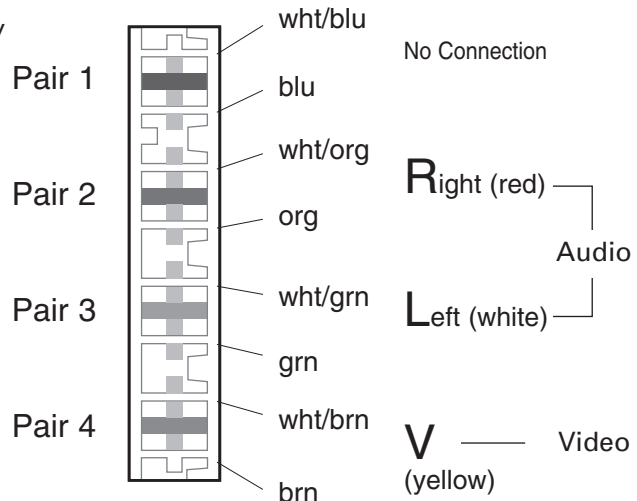 wht/blu
No Connection
Pair 1
blu
wht/org
Right (red)
Pair 2
org
Audio
wht/grn
Pair 3
Left (white)
grn
wht/brn
Pair 4
V
Video
(yellow)
brn